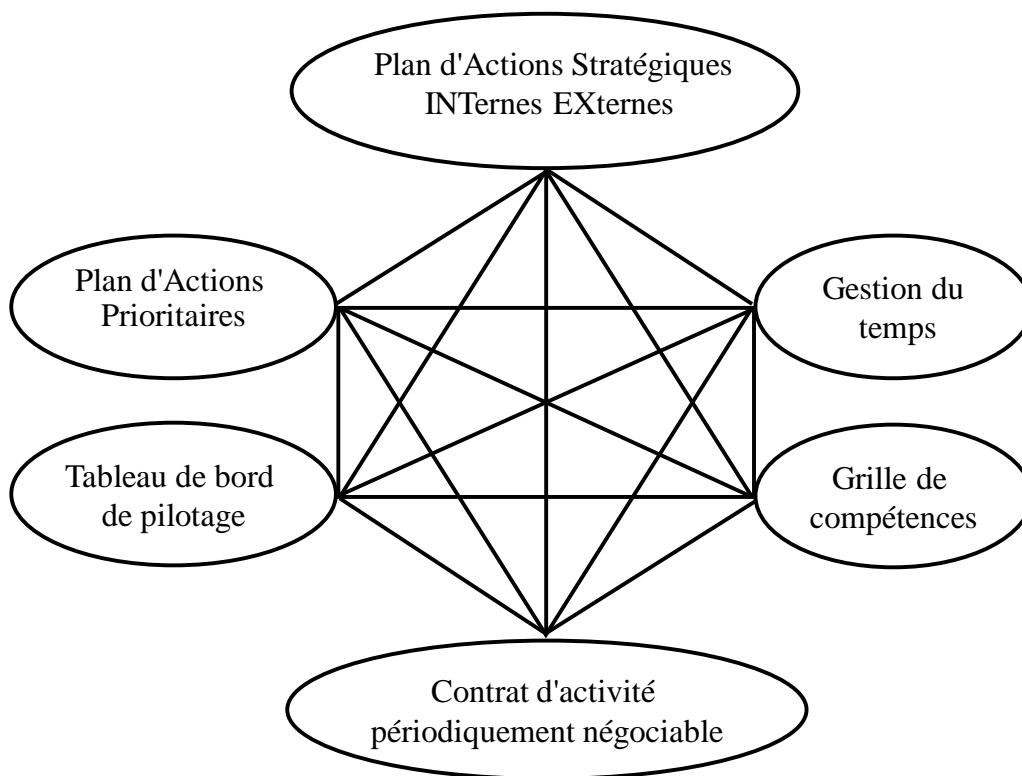 Plan d'Actions Stratégiques
INTernes EXternes
Plan d'Actions
Prioritaires
Gestion du
temps
Tableau de bord
de pilotage
Grille de
compétences
Contrat d'activité
périodiquement négociable